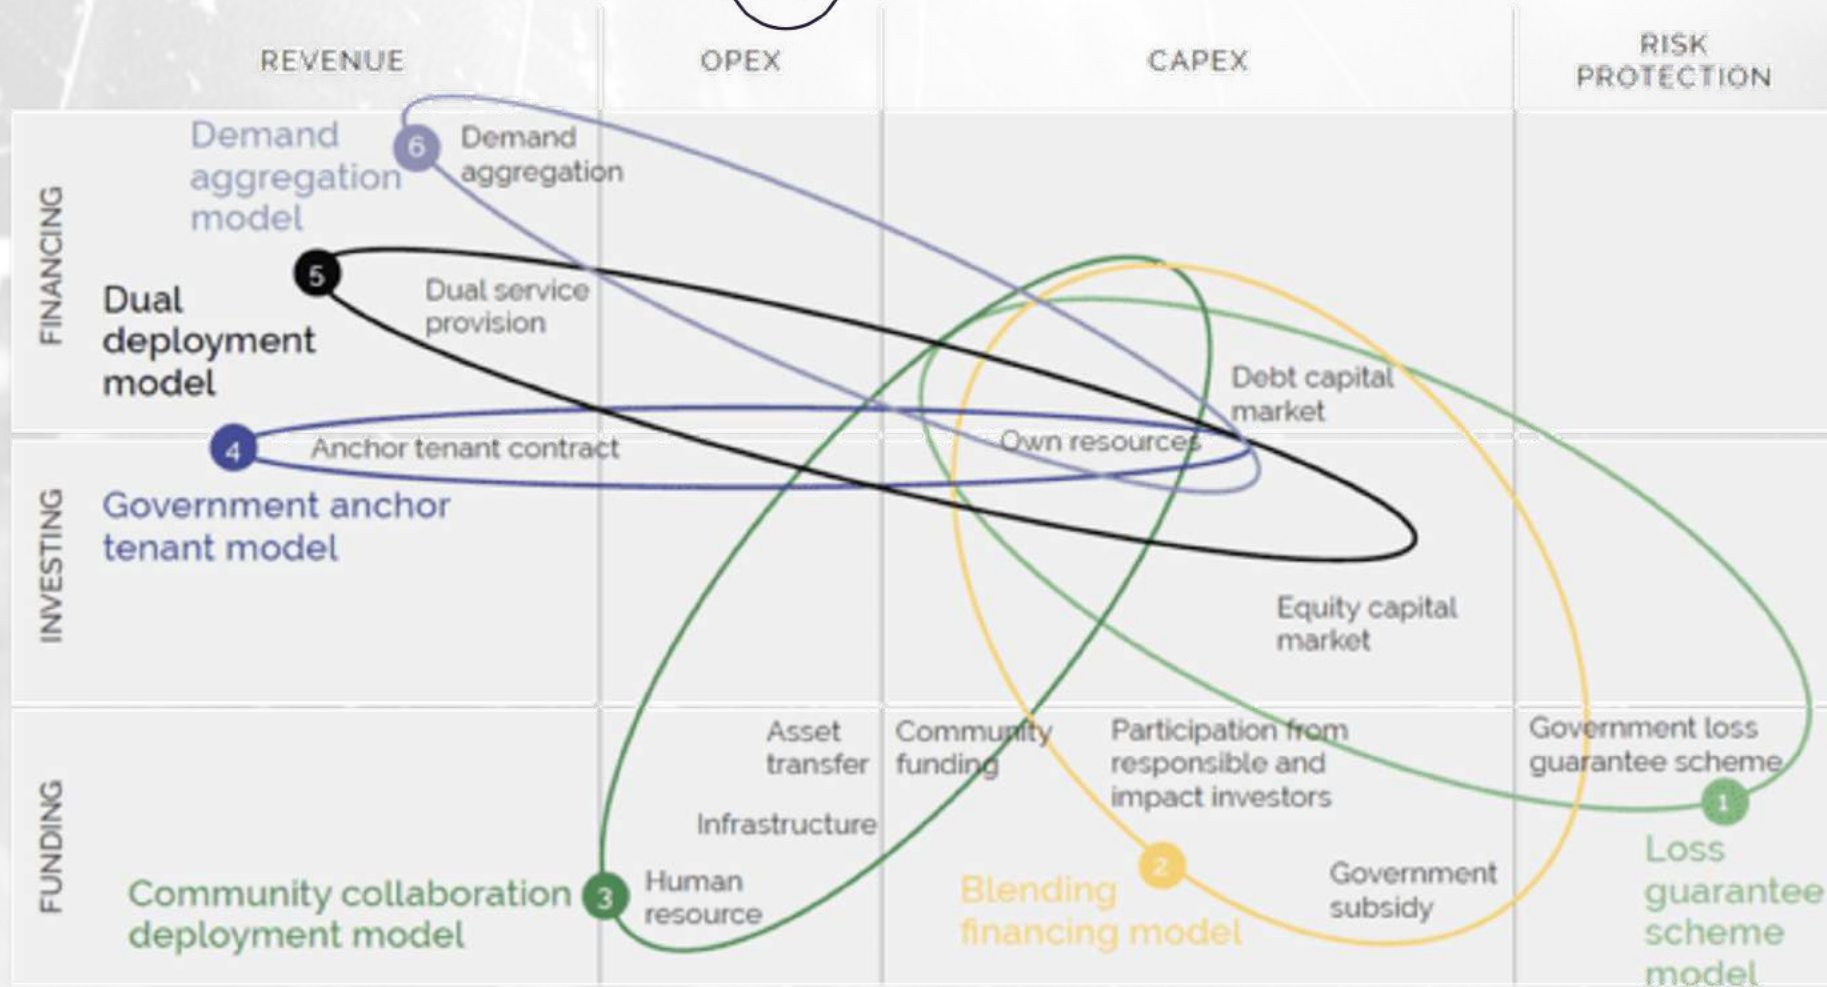 REVENUE
OPEX
CAPEX
RISK
PROTECTION
FINANCING
Demand
aggregation
model
6
Demand
aggregation
5
Dual
deployment
model
Dual service
provision
Debt capital
market
4
Anchor tenant contract
Own resources
INVESTING
Government anchor
tenant model
Equity capital
market
FUNDING
Asset
transfer
Community
funding
Participation from
responsible and
impact investors
Government loss
guarantee scheme
1
Infrastructure
Loss
guarantee
scheme
model
Community collaboration
deployment model
3
Human
resource
2
Blending
financing model
Government
subsidy